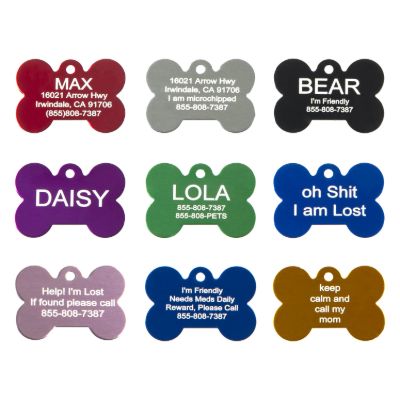 MAX
16021 Arrow Hwy
Irwindale, CA 91706
(855)808-7387
16021 Arrow Hwy
Irwindale, CA 91706
I am microchipped
855-808-7387
BEAR
I'm Friendly
855-808-7387
DAISY
LOLA
855-808-7387
855-808-PETS
oh Shit
I am Lost
Help! I'm Lost
If found please call
855-808-7387
I'm Friendly
Needs Meds Daily
Reward, Please Call
855-808-7387
keep
calm and
call my
mom